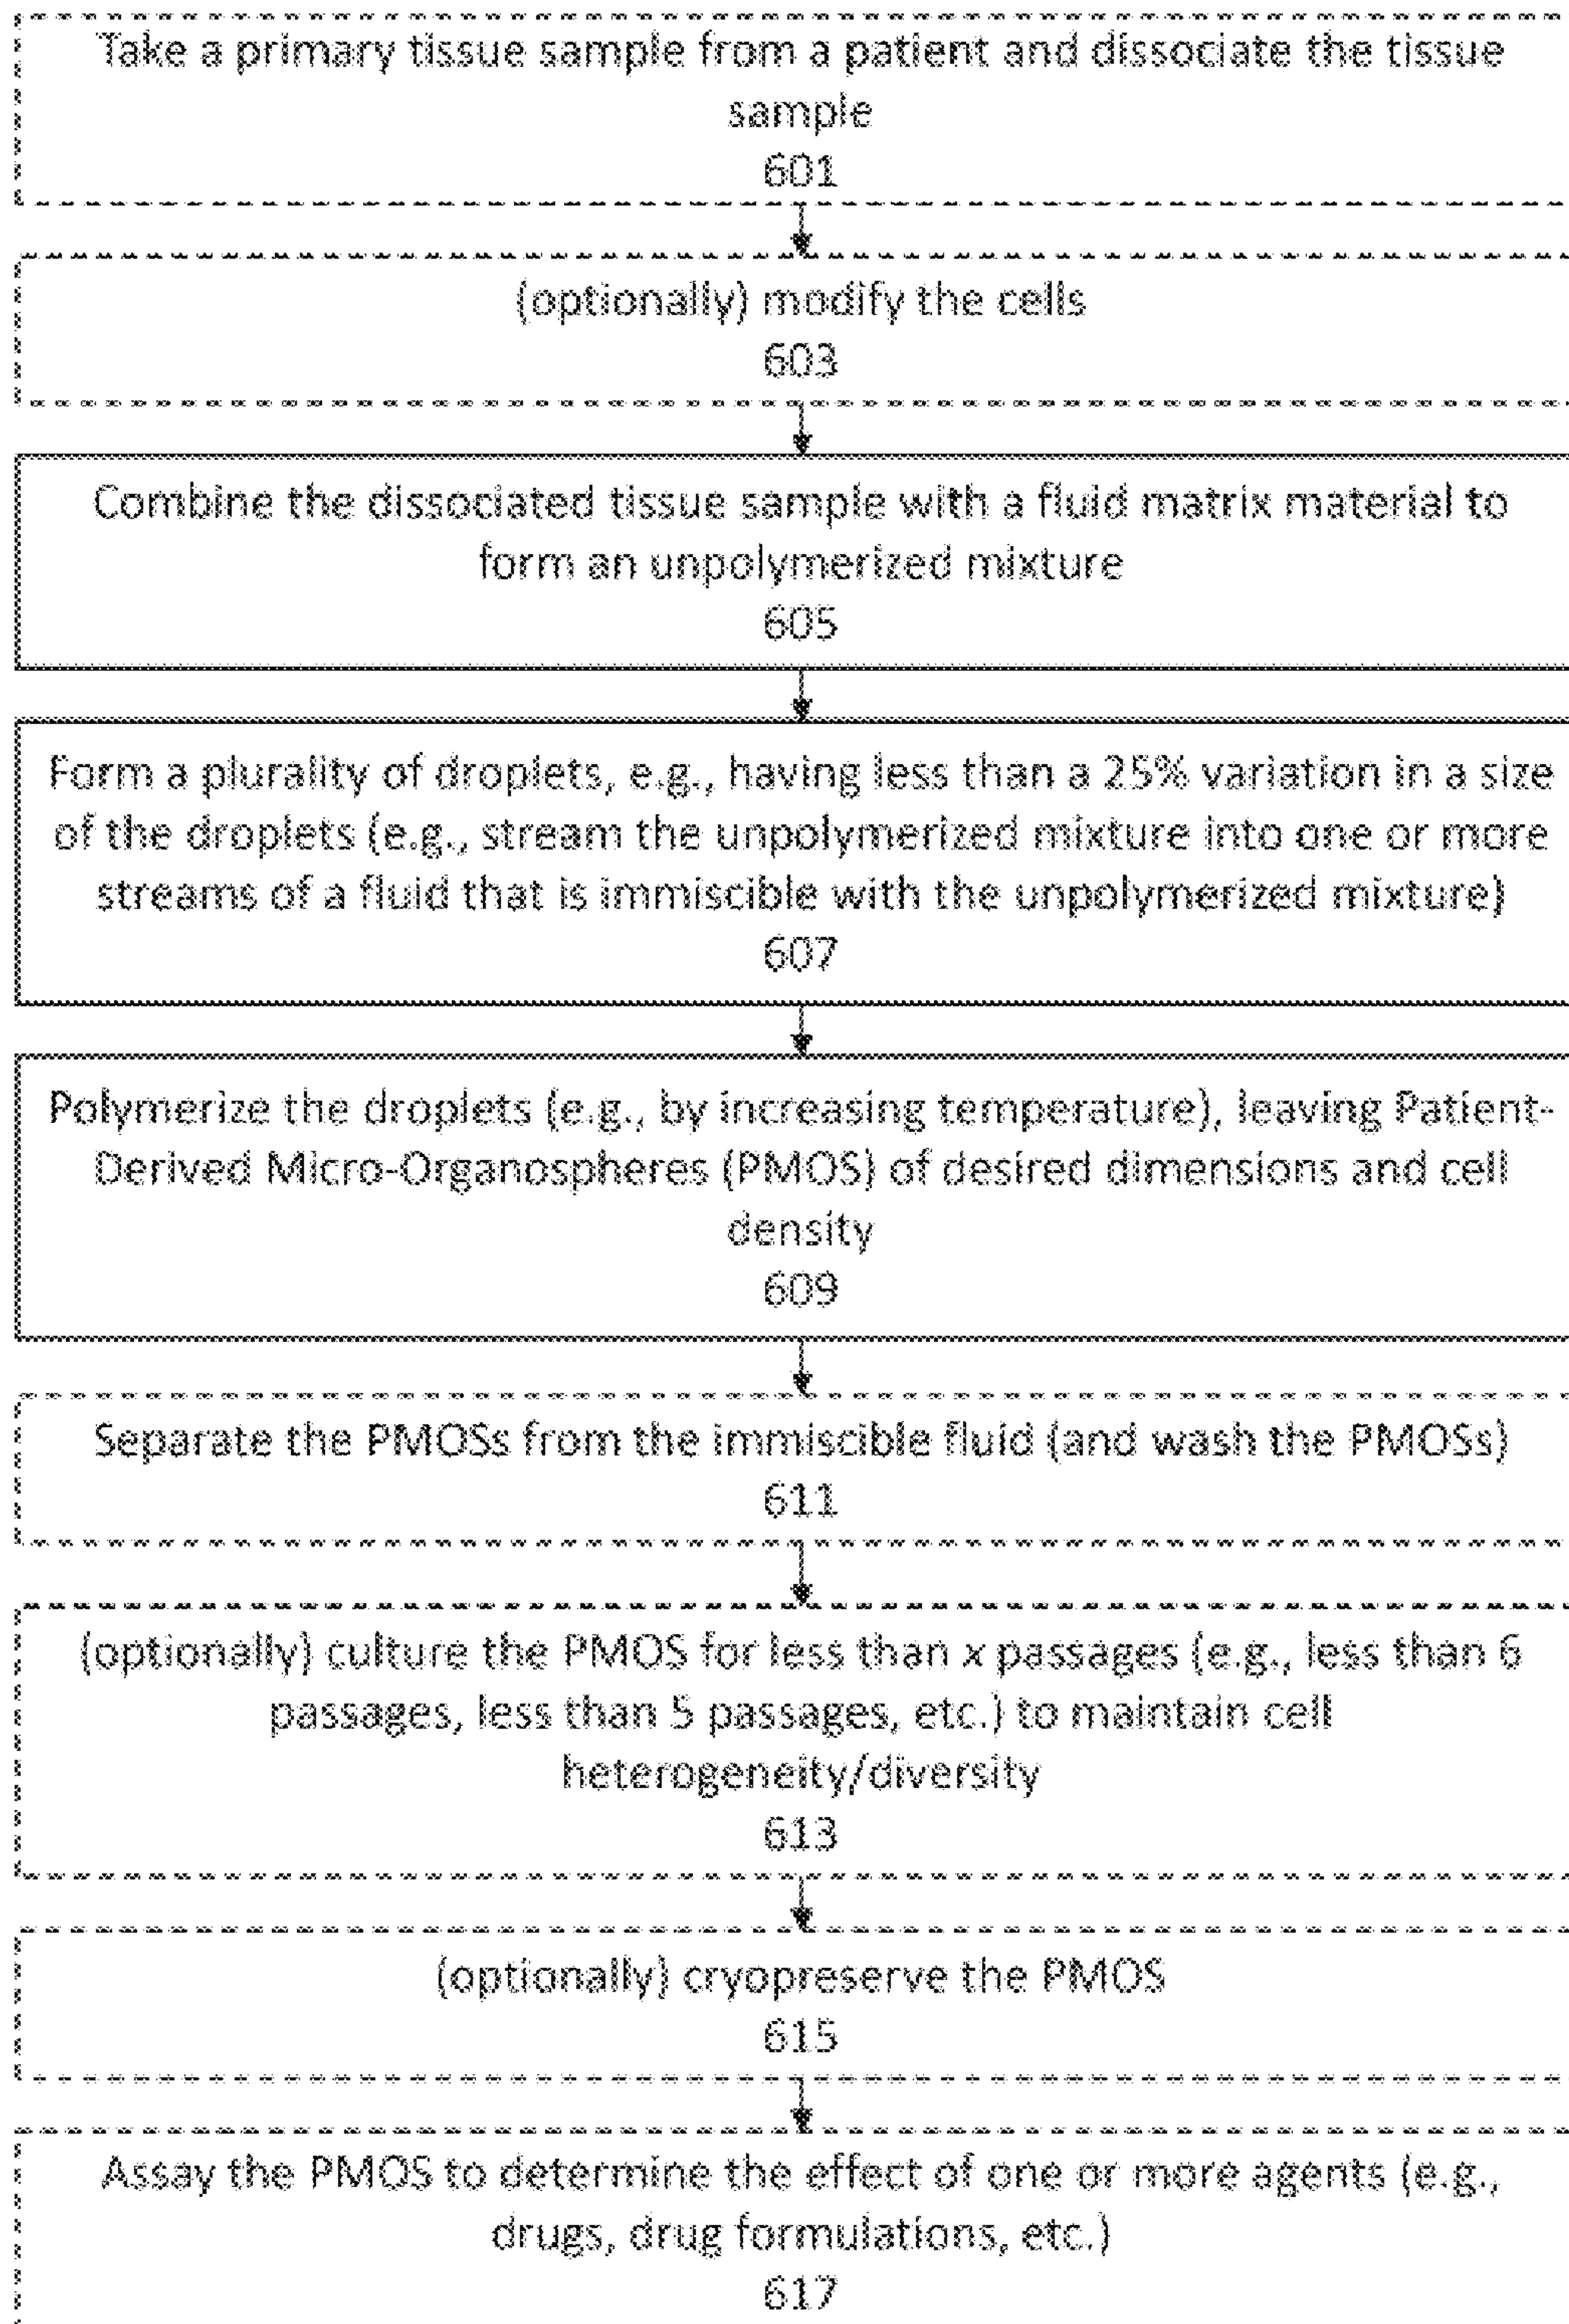 Take a primary tissue sample from a patient and dissociate the tissue
sample
601
(optionally) modify the cells
603
Combine the dissociated tissue sample with a fluid matrix material to
form an unpolymerized mixture
605
Form a plurality of droplets, e.g., having less than a 25% variation in a size
of the droplets (e.g., stream the unpolymerized mixture into one or more
streams of a fluid that is immiscible with the unpolymerized mixture)
607
Polymerize the droplets (e.g., by increasing temperature), leaving Patient-
Derived Micro-Organospheres (PMOS) of desired dimensions and cell
density
609
Separate the PMOSs from the immiscible fluid (and wash the PMOSs)
611
(optionally) culture the PMOS for less than x passages (e.g., less than 6
passages, less than 5 passages, etc.) to maintain cell
heterogeneity/diversity
613
(optionally) cryopreserve the PMOS
615
Assay the PMOS to determine the effect of one or more agents (e.g.,
drugs, drug formulations, etc.)
617